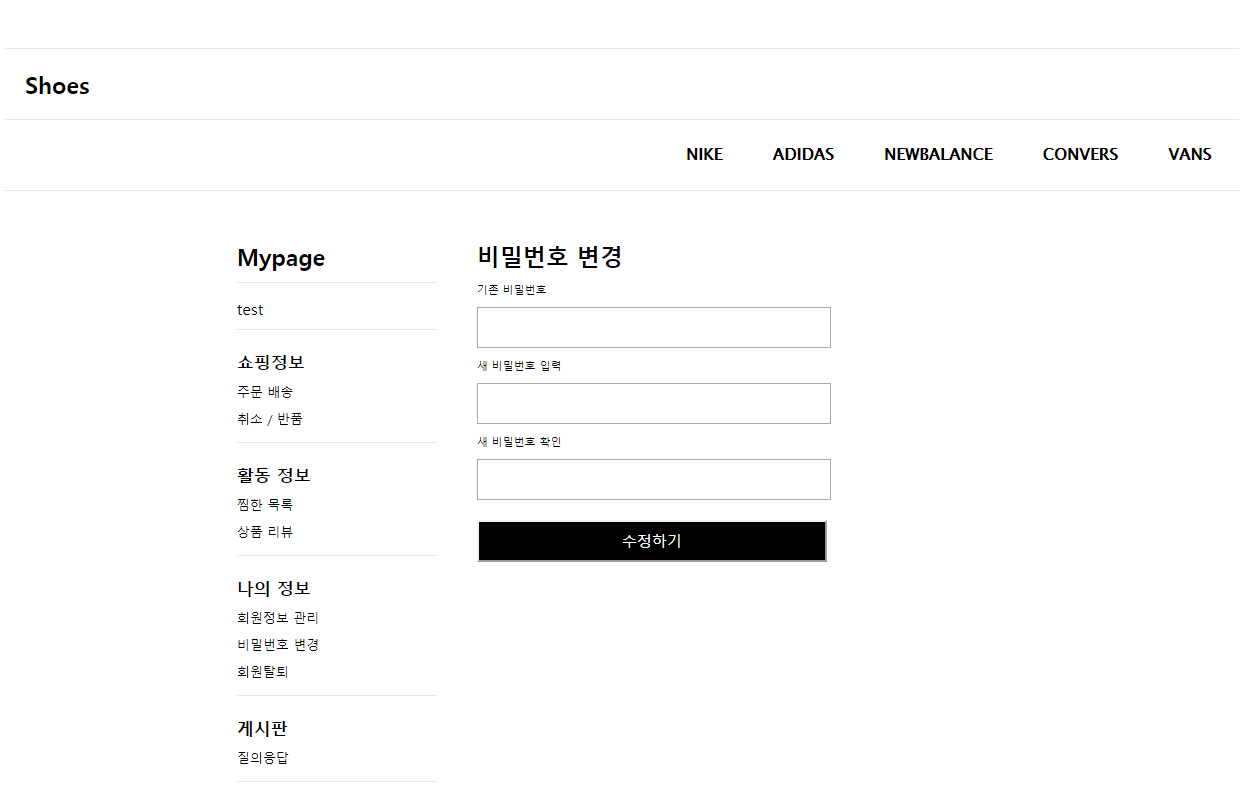 Shoes
NIKE ADIDAS NEWBALANCE CONVERS VANS
Mypage
test
쇼핑정보
주문 배송
취소 / 반품
활동 정보
찜한 목록
상품 리뷰
나의 정보
회원정보 관리
비밀번호 변경
회원탈퇴
게시판
질의응답
비밀번호 변경
기존 비밀번호
새 비밀번호 입력
새 비밀번호 확인
수정하기